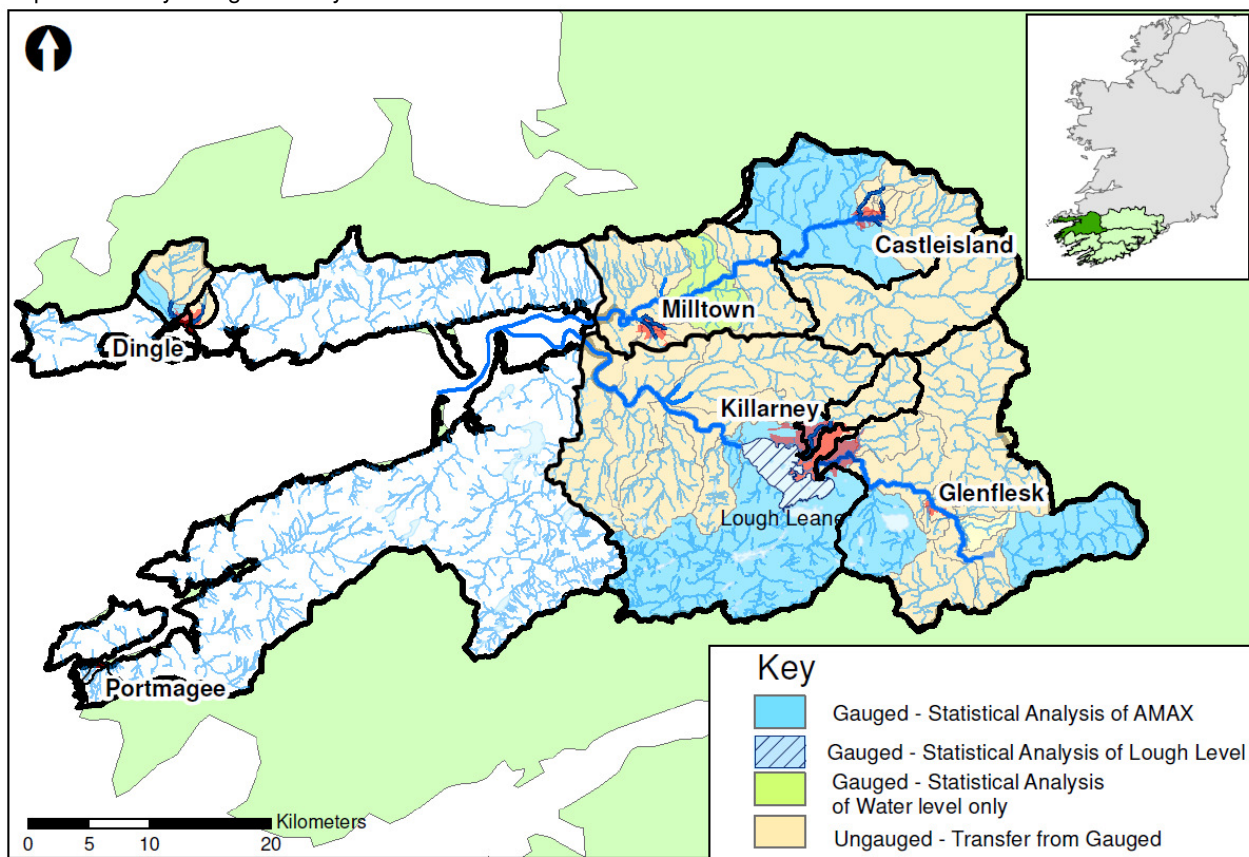 Castleisland
Milltown
Dingle
Killarney
Glenflesk
Lough Leane
Portmagee
Key
Gauged - Statistical Analysis of AMAX
Gauged - Statistical Analysis of Lough Level
Gauged - Statistical Analysis
of Water level only
Ungauged - Transfer from Gauged
Kilometers
0 5 10 20